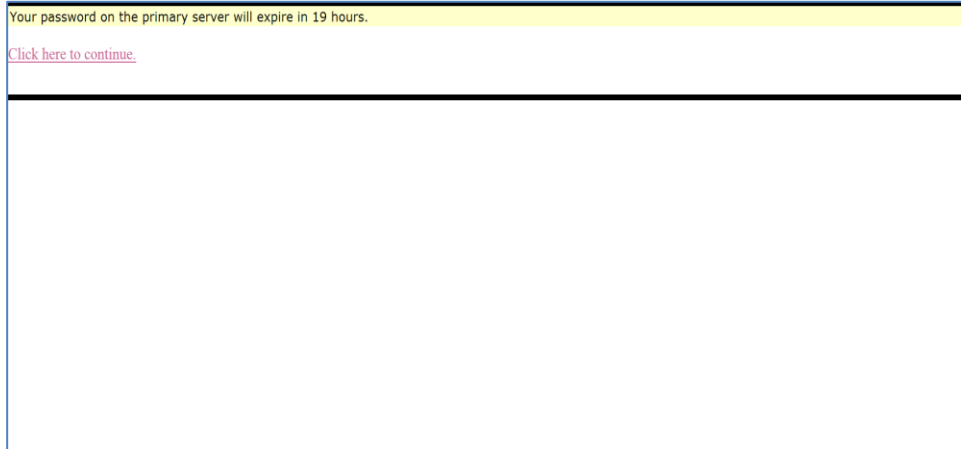 Your password on the primary server will expire in 19 hours.
Click here to continue.